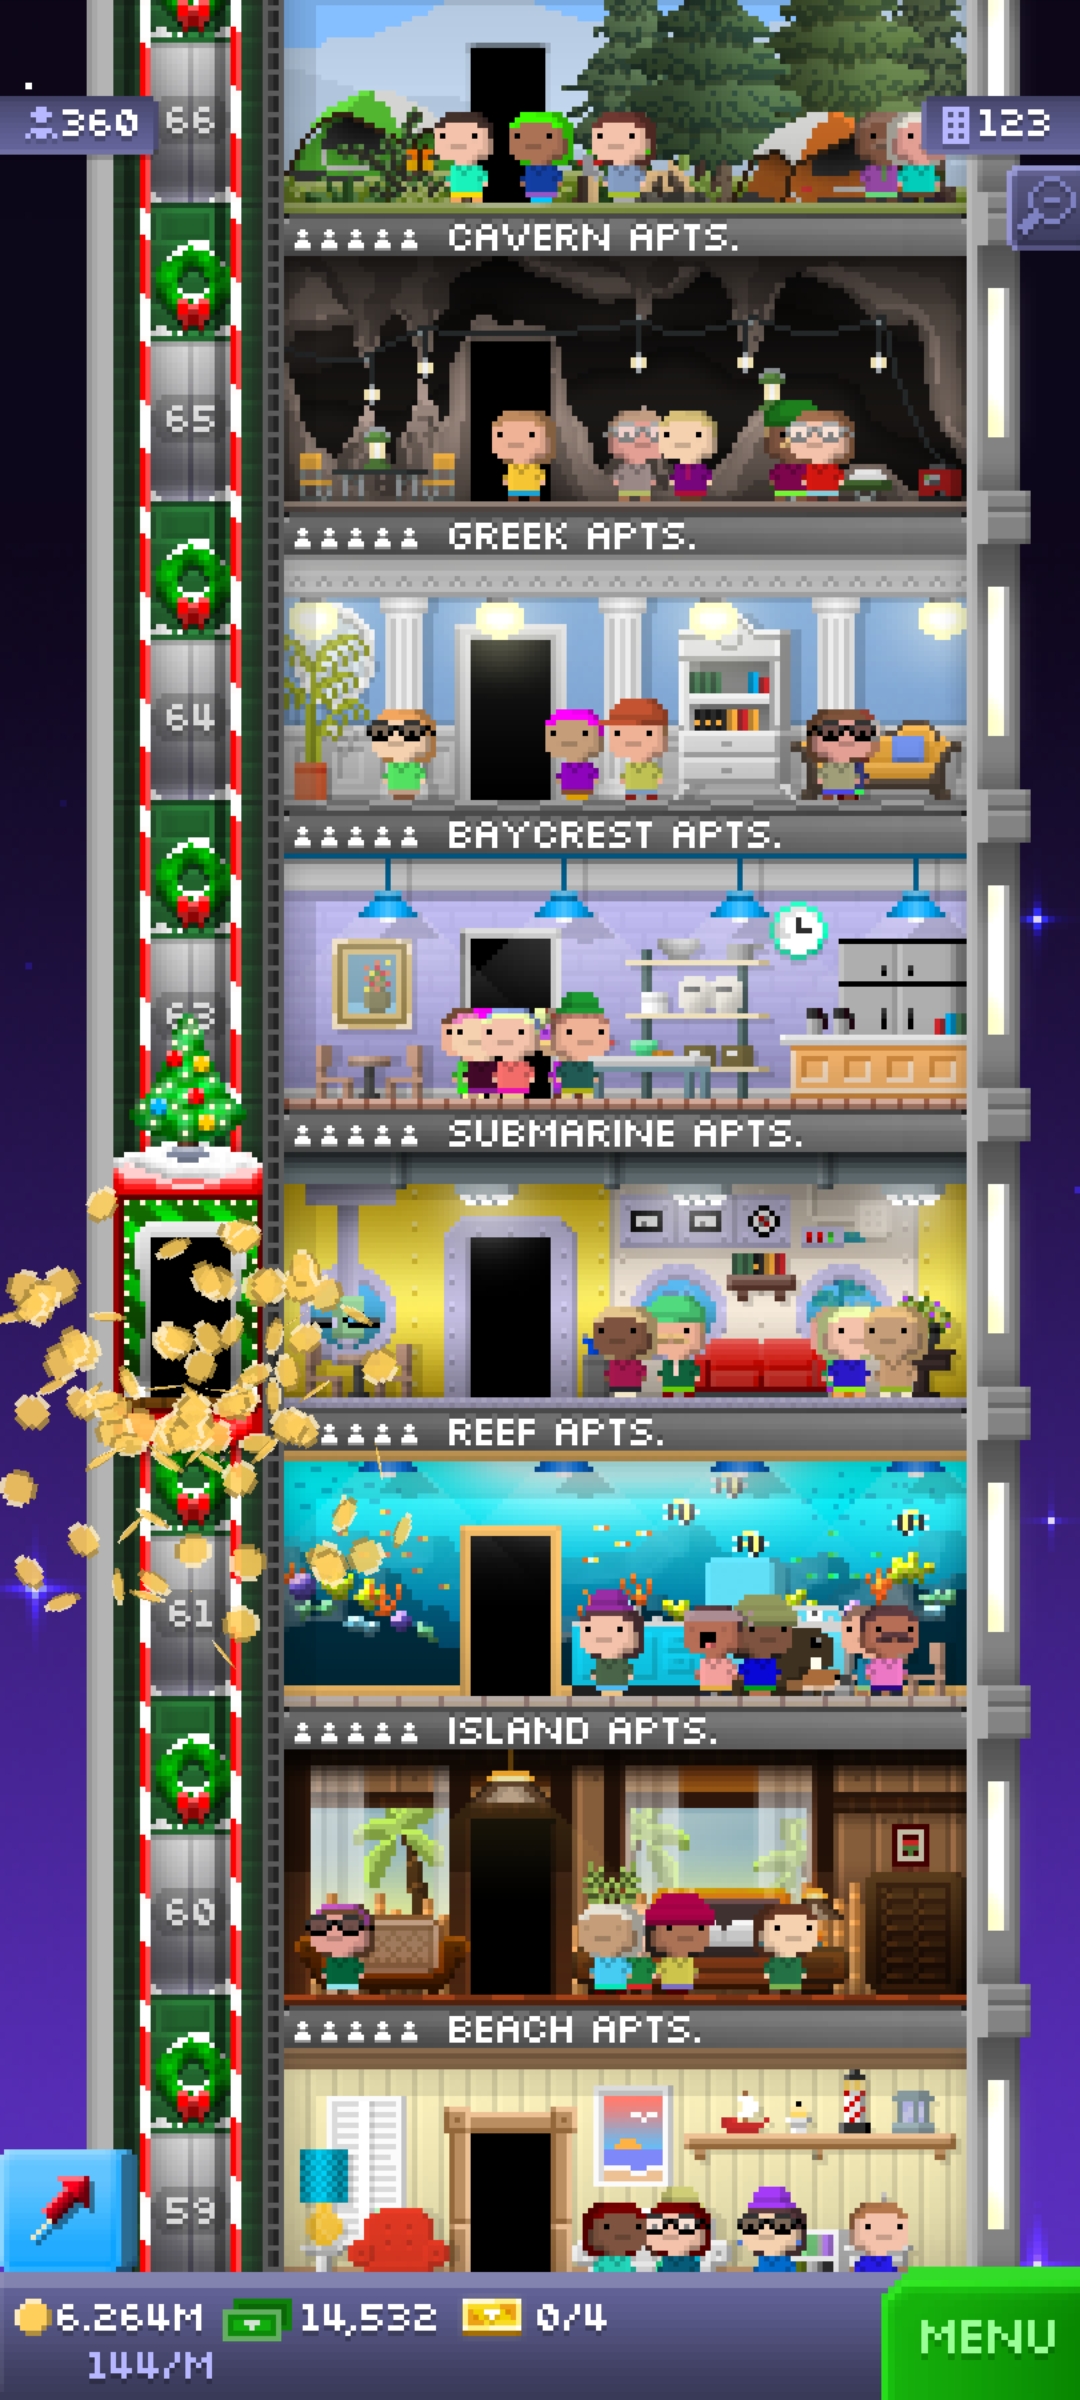 360
66
123
CAVERN APTS.
65
GREEK APTS.
64
BAYCREST APTS.
63
SUBMARINE APTS.
REEF APTS.
61
ISLAND APTS.
60
BEACH APTS.
59
6.264M 14,532 0/4
144/M
MENU